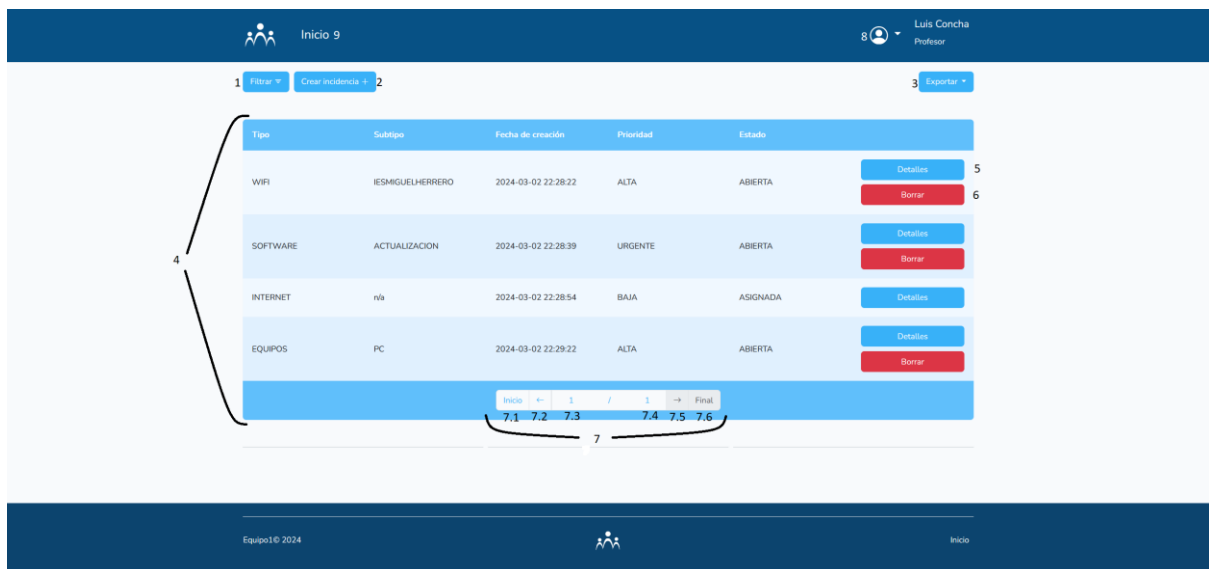 Inicio 9
8
Luis Concha
Profesor
1 Filtrar Crear incidencia + 2
3 Exportar
Tipo Subtipo Fecha de creación Prioridad Estado
WIFI IESMIGUELHERRERO 2024-03-02 22:28:22 ALTA ABIERTA
Detalles 5
Borrar 6
4
SOFTWARE ACTUALIZACION 2024-03-02 22:28:39 URGENTE ABIERTA
Detalles
Borrar
INTERNET n/a 2024-03-02 22:28:54 BAJA ASIGNADA Detalles
EQUIPOS PC 2024-03-02 22:29:22 ALTA ABIERTA
Detalles
Borrar
Inicio ← 1 / 1 → Final
7.1 7.2 7.3 7.4 7.5 7.6
7
Equipo1© 2024 Inicio